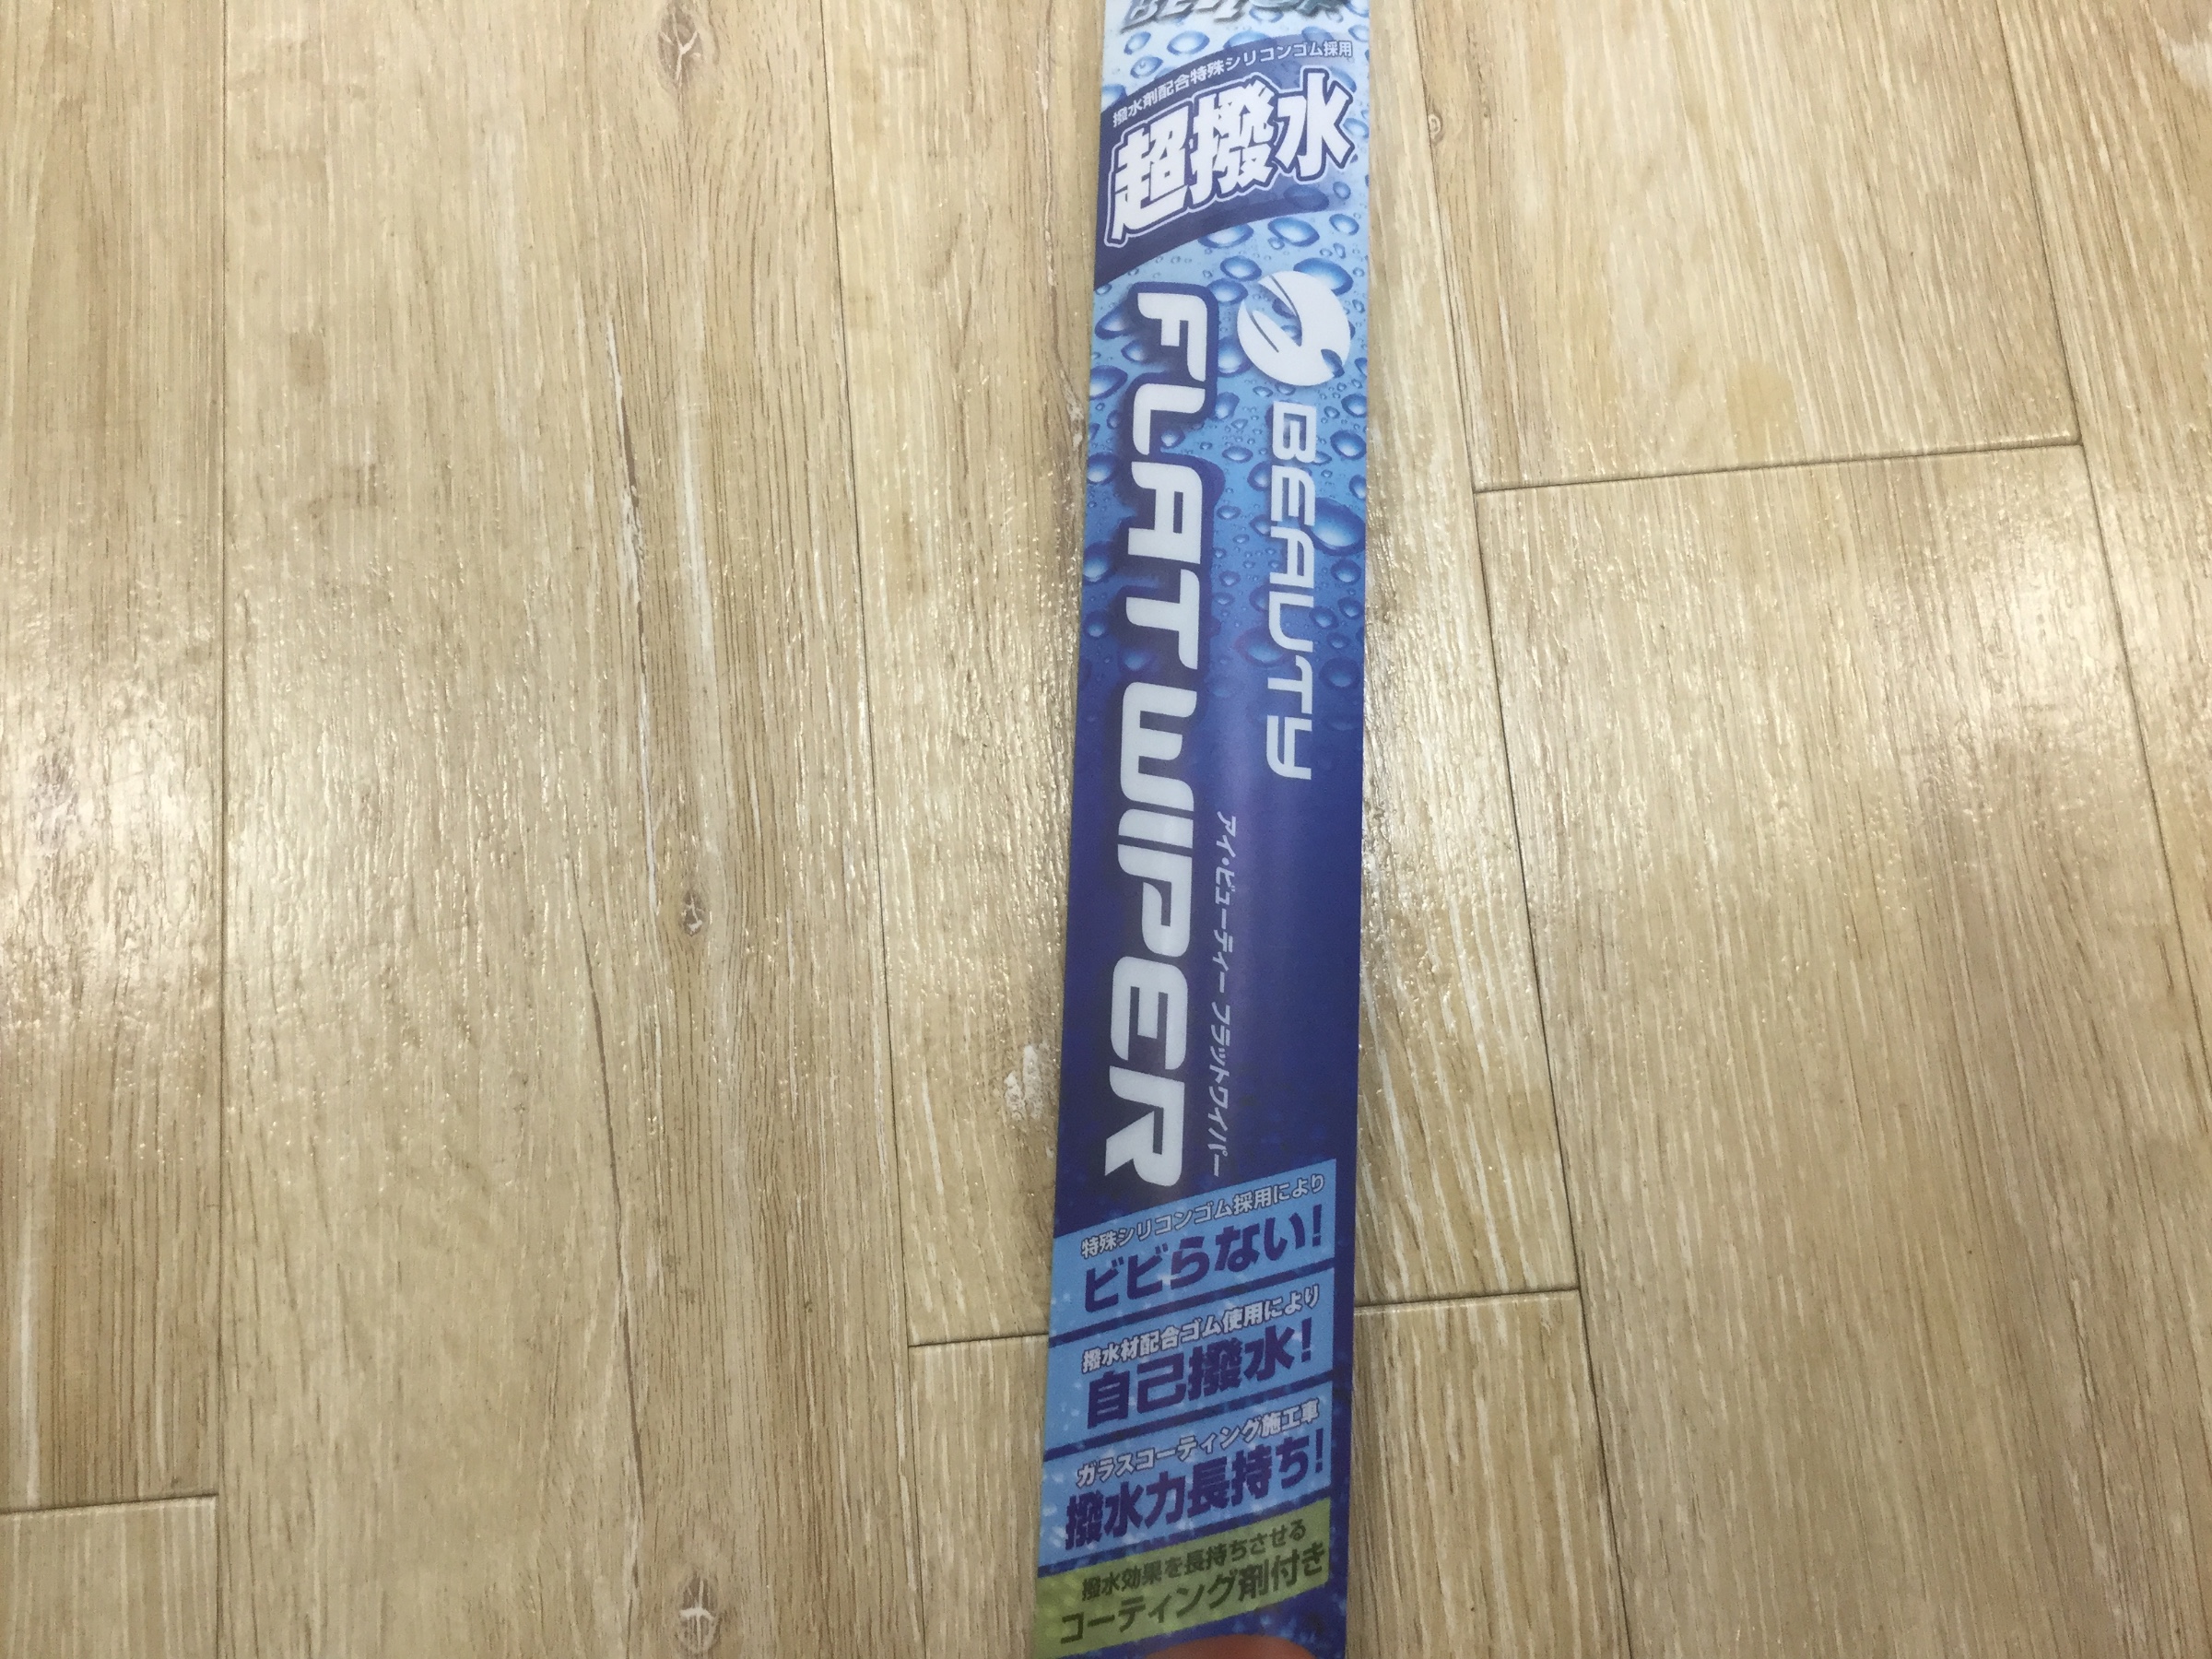 撥水剤配合特殊シリコンゴム採用
超撥水
BEAUTY
アイ・ビューティー フラットワイパー
FLAT WIPER
特殊シリコンゴム採用により
ビビらない!
撥水材配合ゴム使用により
自己撥水!
ガラスコーティング施工車
撥水力長持ち!
撥水効果を長持ちさせる
コーティング剤付き